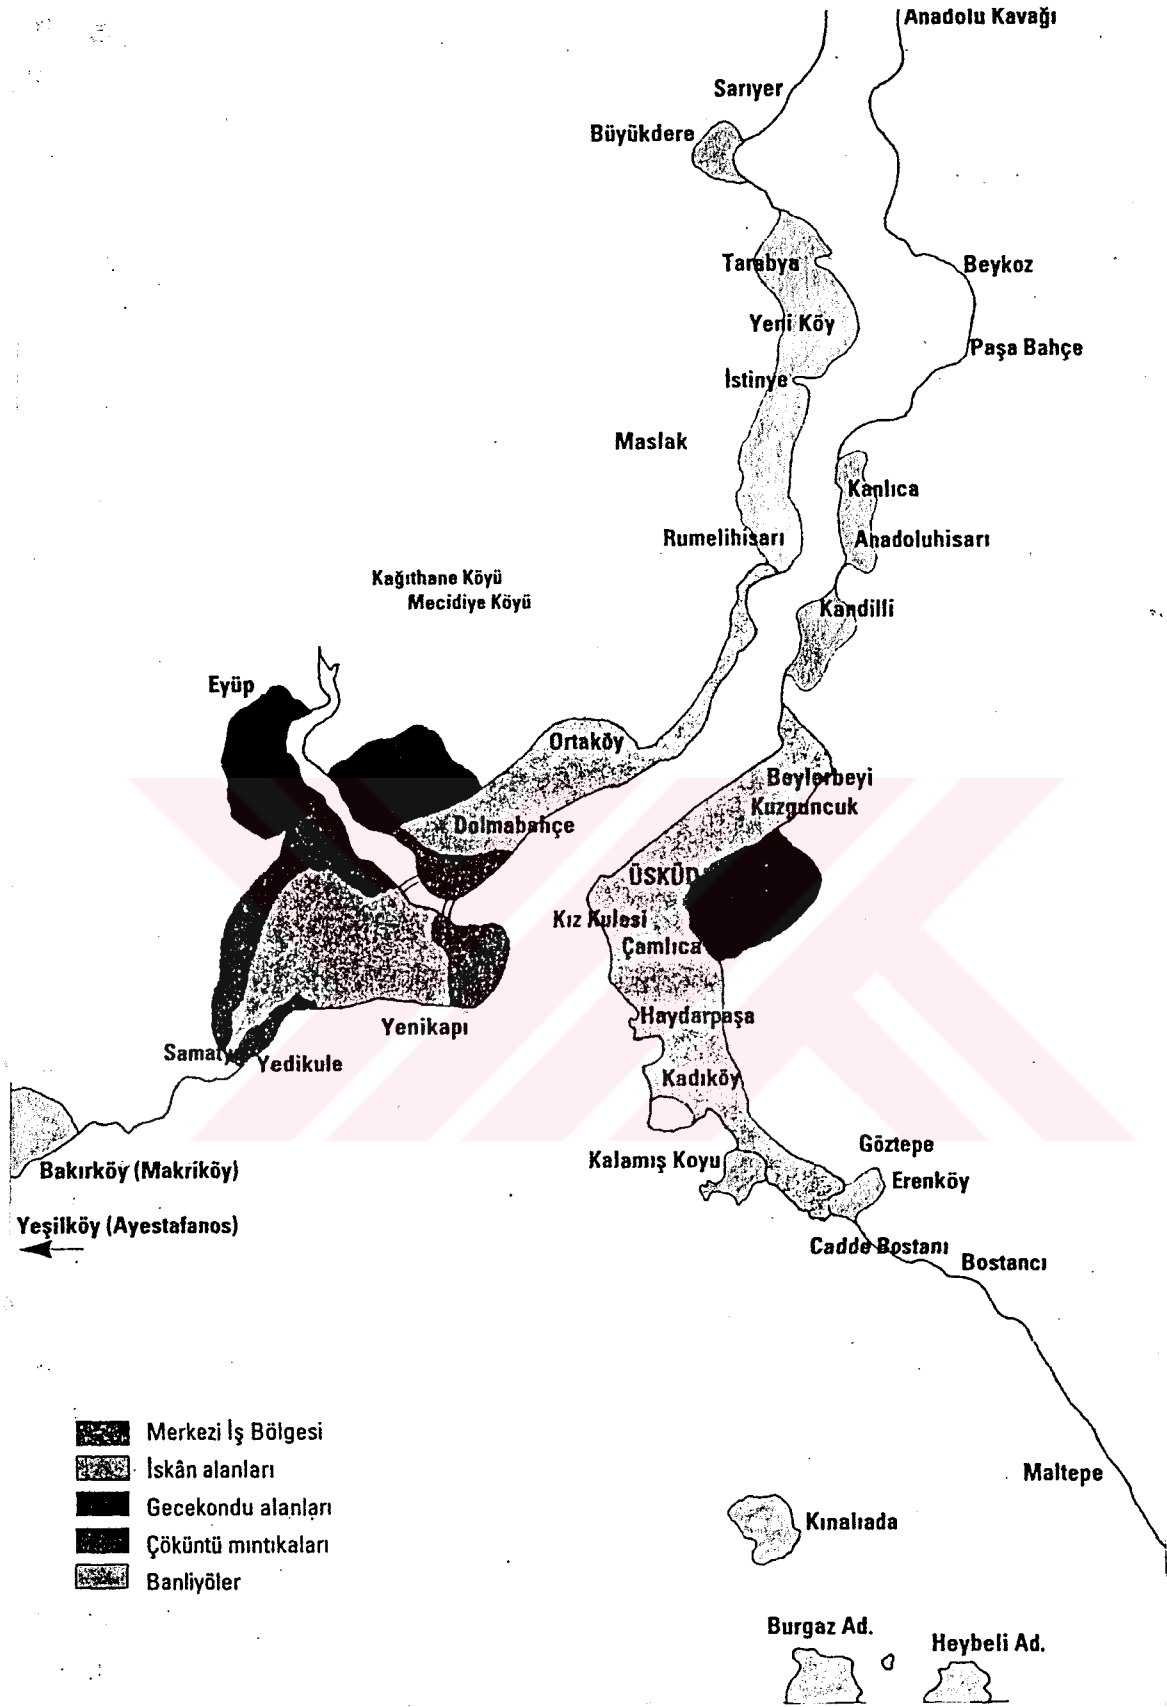 Anadolu Kavağı
Sarıyer
Büyükdere
Tarabya
Beykoz
Yeni Köy
Paşa Bahçe
İstinye
Maslak
Kanlıca
Rumelihisarı
Anadoluhisarı
Kağıthane Köyü
Mecidiye Köyü
Kandilli
Eyüp
Ortaköy
Beylerbeyi
Kuzguncuk
Dolmabahçe
ÜSKÜD
Kız Kulesi
Çamlıca
Haydarpaşa
Yenikapı
Samaty
Yedikule
Kadıköy
Göztepe
Kalamış Koyu
Bakırköy (Makriköy)
Erenköy
Yeşilköy (Ayestafanos)
Cadde Bostanı
Bostancı
Merkezi İş Bölgesi
İskân alanları
Gecekondu alanları
Çöküntü mıntıkaları
Banliyöler
Maltepe
Kınalıada
Burgaz Ad.
Heybeli Ad.